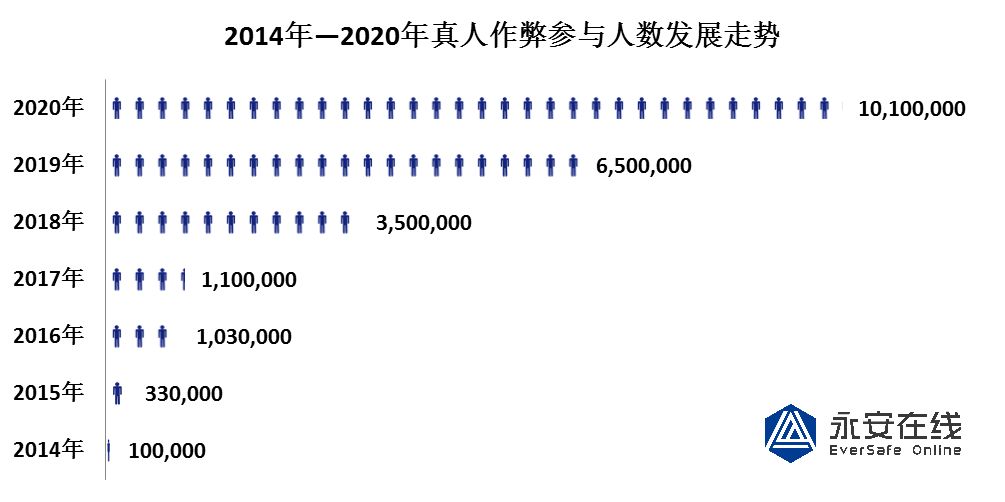 2014年—2020年真人作弊参与人数发展走势
2020年 10,100,000
2019年 6,500,000
2018年 3,500,000
2017年 1,100,000
2016年 1,030,000
2015年 330,000
2014年 100,000
永安在线
EverSafe Online